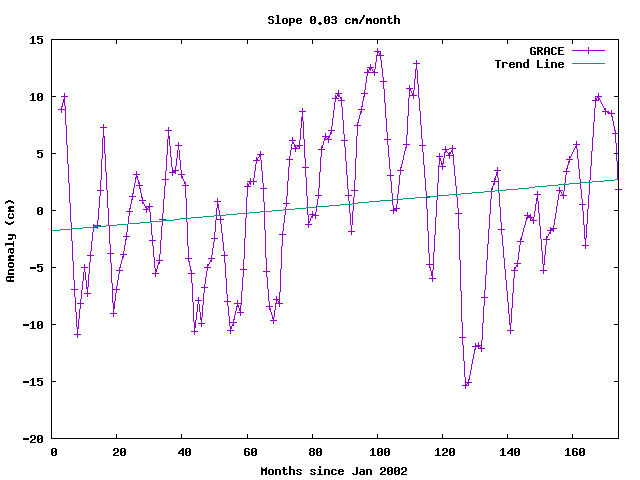 Slope 0.03 cm/month
GRACE
Trend Line
15
10
5
0
-5
-10
-15
-20
Anomaly (cm)
0 20 40 60 80 100 120 140 160
Months since Jan 2002